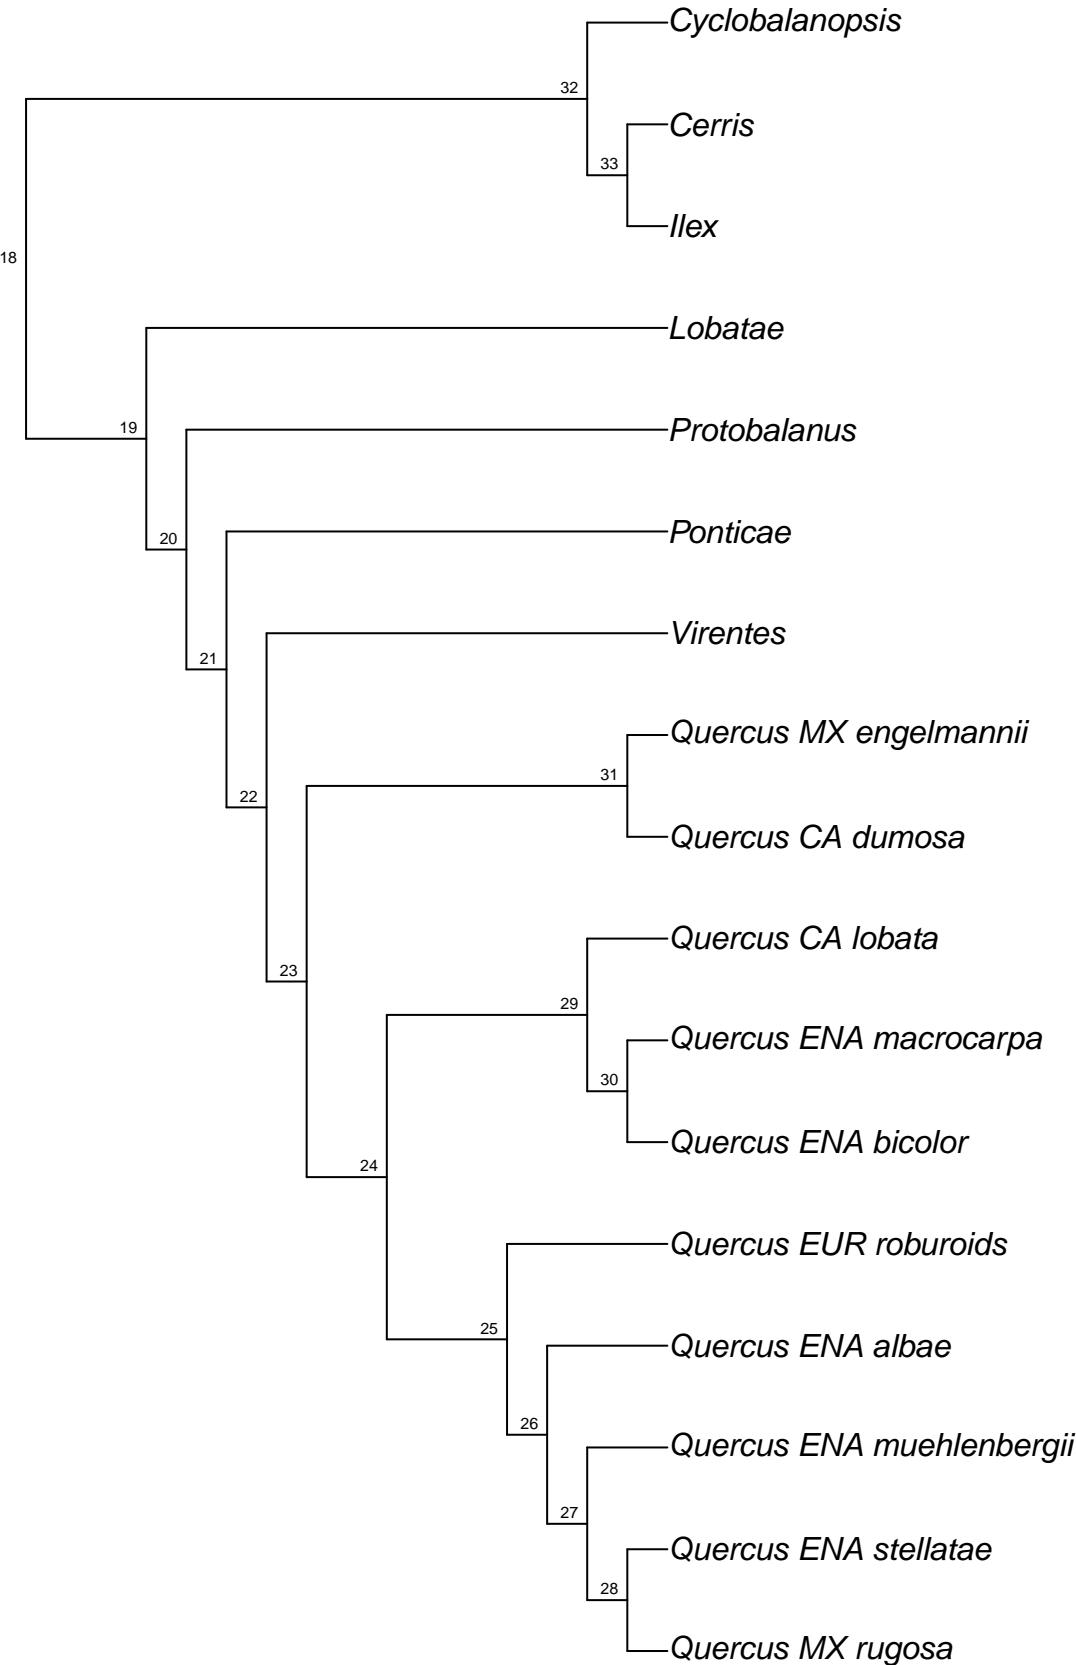 Cyclobalanopsis
32
Cerris
33
Ilex
18
Lobatae
19
Protobalanus
20
Ponticae
21
Virentes
22
Quercus MX engelmannii
31
Quercus CA dumosa
Quercus CA lobata
23
29
Quercus ENA macrocarpa
30
Quercus ENA bicolor
24
Quercus EUR roburoids
25
Quercus ENA albae
26
Quercus ENA muehlenbergii
27
Quercus ENA stellatae
28
Quercus MX rugosa